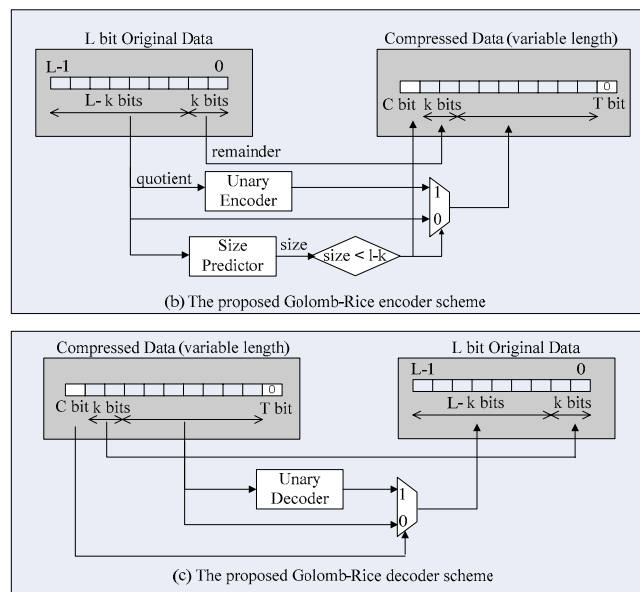 L bit Original Data
Compressed Data (variable length)
L-1 0
L- k bits k bits
0
C bit k bits T bit
remainder
quotient
Unary
Encoder
1
0
Size
Predictor
size
size < l-k
(b) The proposed Golomb-Rice encoder scheme
Compressed Data (variable length)
L bit Original Data
0
C bit k bits T bit
L-1 0
L- k bits k bits
Unary
Decoder
1
0
(c) The proposed Golomb-Rice decoder scheme